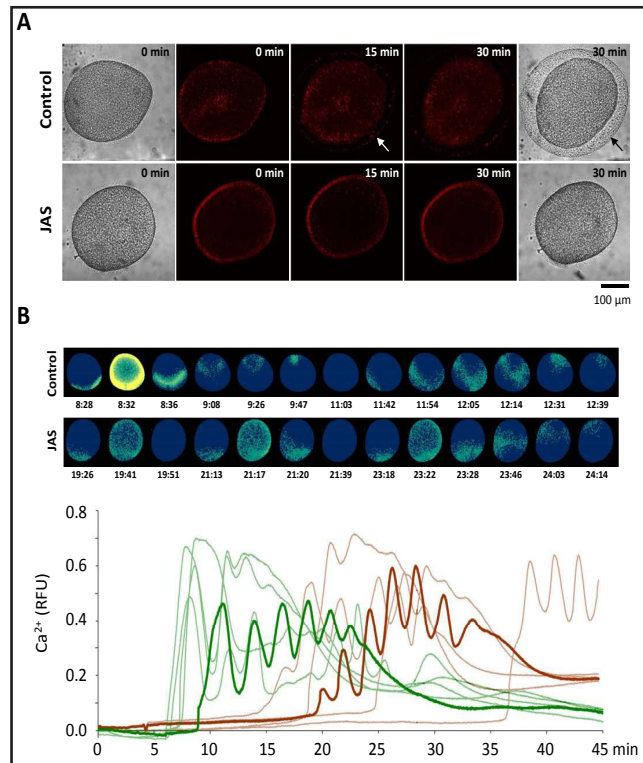 A
Control
0 min
0 min
15 min
30 min
30 min
JAS
0 min
0 min
15 min
30 min
30 min
100 µm
B
Control
8:28 8:32 8:36 9:08 9:26 9:47 11:03 11:42 11:54 12:05 12:14 12:31 12:39
JAS
19:26 19:41 19:51 21:13 21:17 21:20 21:39 23:18 23:22 23:28 23:46 24:03 24:14
Ca²⁺ (RFU)
0.8
0.6
0.4
0.2
0.0
0 5 10 15 20 25 30 35 40 45 min